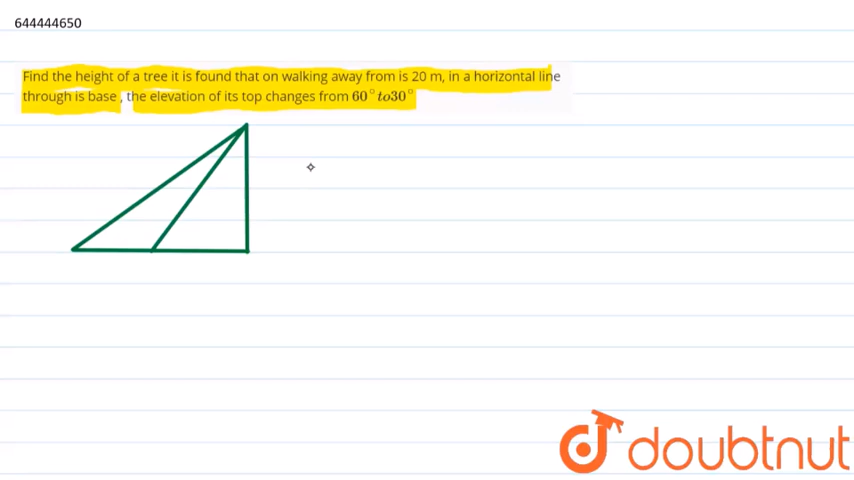 644444650
Find the height of a tree it is found that on walking away from is 20 m, in a horizontal line
through is base , the elevation of its top changes from 60° to30°
doubtnut